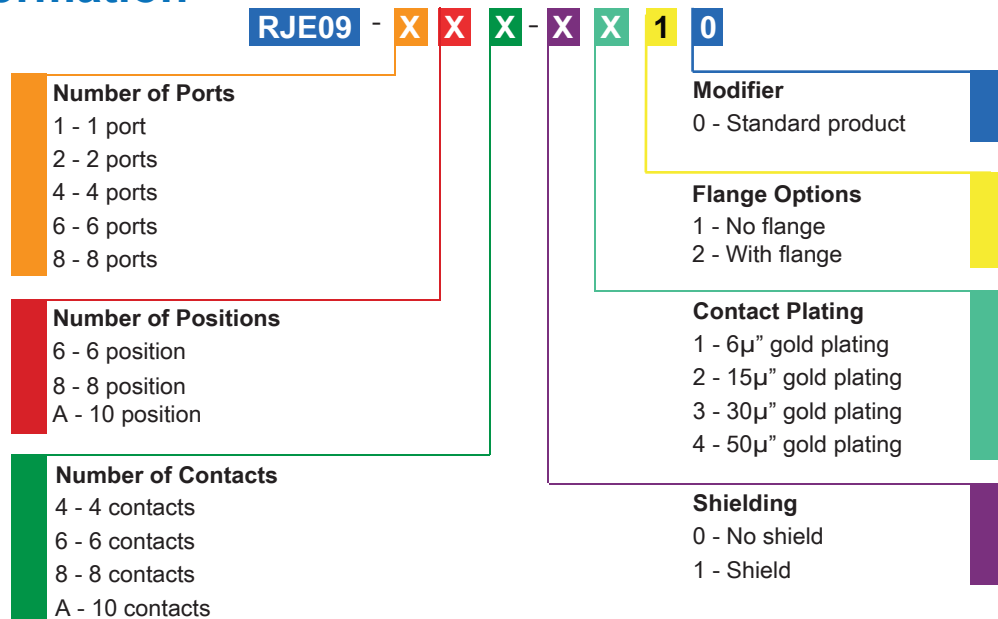 RJE09 - X X X - X X 1 0
Number of Ports
1 - 1 port
2 - 2 ports
4 - 4 ports
6 - 6 ports
8 - 8 ports
Number of Positions
6 - 6 position
8 - 8 position
A - 10 position
Number of Contacts
4 - 4 contacts
6 - 6 contacts
8 - 8 contacts
A - 10 contacts
Modifier
0 - Standard product
Flange Options
1 - No flange
2 - With flange
Contact Plating
1 - 6µ” gold plating
2 - 15µ” gold plating
3 - 30µ” gold plating
4 - 50µ” gold plating
Shielding
0 - No shield
1 - Shield